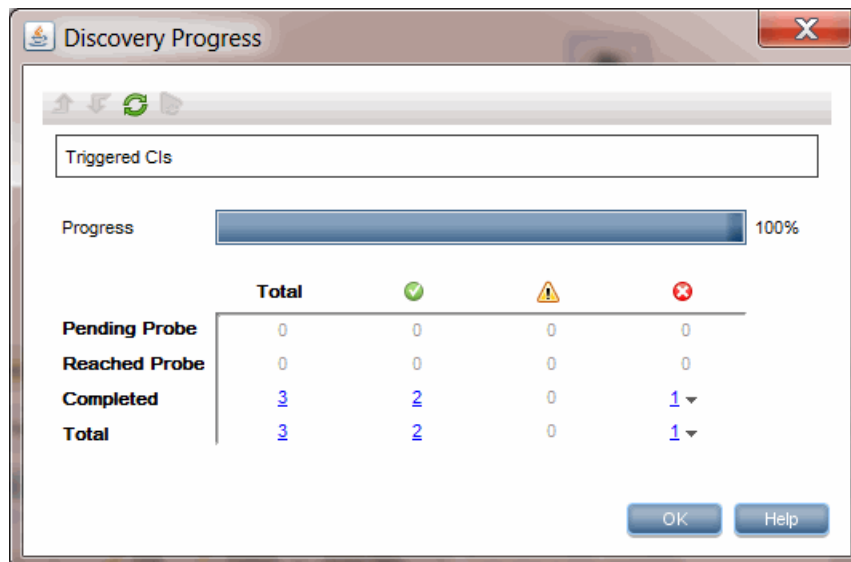 Discovery Progress
Triggered CIs
Progress 100%
Total
Pending Probe 0 0 0 0
Reached Probe 0 0 0 0
Completed 3 2 0 1
Total 3 2 0 1
OK Help